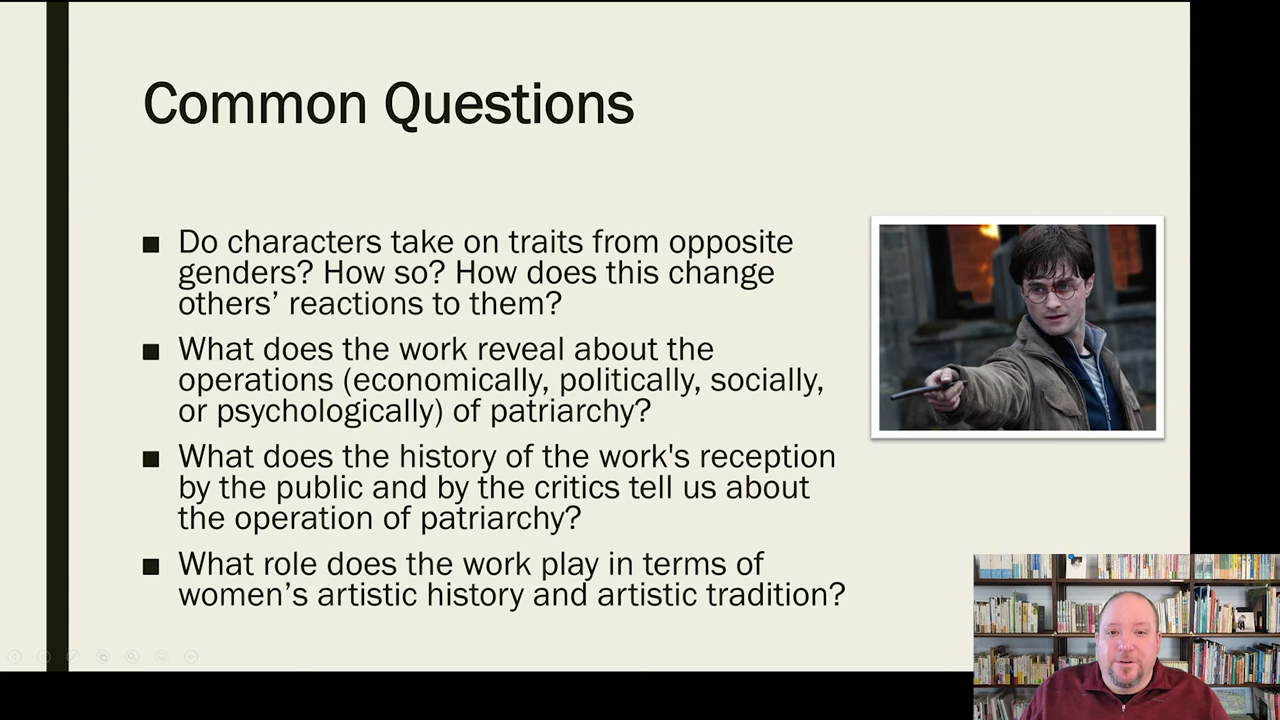 Common Questions
■ Do characters take on traits from opposite
genders? How so? How does this change
others’ reactions to them?
■ What does the work reveal about the
operations (economically, politically, socially,
or psychologically) of patriarchy?
■ What does the history of the work's reception
by the public and by the critics tell us about
the operation of patriarchy?
■ What role does the work play in terms of
women’s artistic history and artistic tradition?